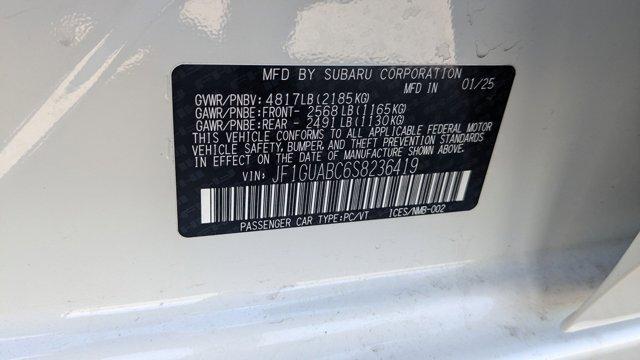 MFD BY SUBARU CORPORATION
GVWR/PNBV: 4817LB(2185KG) MFD IN 01/25
GAWR/PNBE:FRONT- 2568LB(1165KG)
GAWR/PNBE:REAR - 2491LB(1130KG)
THIS VEHICLE CONFORMS TO ALL APPLICABLE FEDERAL MOTOR
VEHICLE SAFETY, BUMPER, AND THEFT PREVENTION STANDARDS
IN EFFECT ON THE DATE OF MANUFACTURE SHOWN ABOVE.
VIN: JF1GUABC6S8236419
PASSENGER CAR TYPE:PC/VT ICES/NMB-002